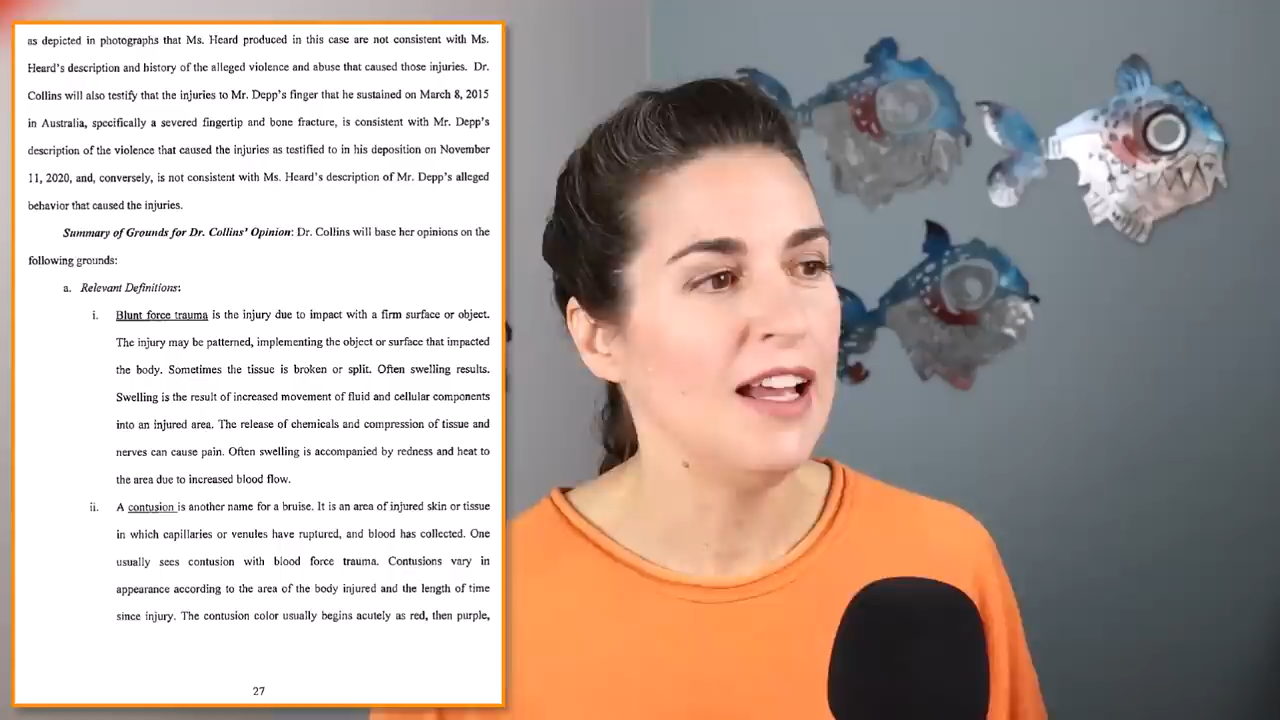 as depicted in photographs that Ms. Heard produced in this case are not consistent with Ms.
Heard's description and history of the alleged violence and abuse that caused those injuries. Dr.
Collins will also testify that the injuries to Mr. Depp's finger that he sustained on March 8, 2015
in Australia, specifically a severed fingertip and bone fracture, is consistent with Mr. Depp's
description of the violence that caused the injuries as testified to in his deposition on November
11, 2020, and, conversely, is not consistent with Ms. Heard's description of Mr. Depp's alleged
behavior that caused the injuries.
Summary of Grounds for Dr. Collins' Opinion: Dr. Collins will base her opinions on the
following grounds:
a. Relevant Definitions:
i. Blunt force trauma is the injury due to impact with a firm surface or object.
The injury may be patterned, implementing the object or surface that impacted
the body. Sometimes the tissue is broken or split. Often swelling results.
Swelling is the result of increased movement of fluid and cellular components
into an injured area. The release of chemicals and compression of tissue and
nerves can cause pain. Often swelling is accompanied by redness and heat to
the area due to increased blood flow.
ii. A contusion is another name for a bruise. It is an area of injured skin or tissue
in which capillaries or venules have ruptured, and blood has collected. One
usually sees contusion with blood force trauma. Contusions vary in
appearance according to the area of the body injured and the length of time
since injury. The contusion color usually begins acutely as red, then purple,
27